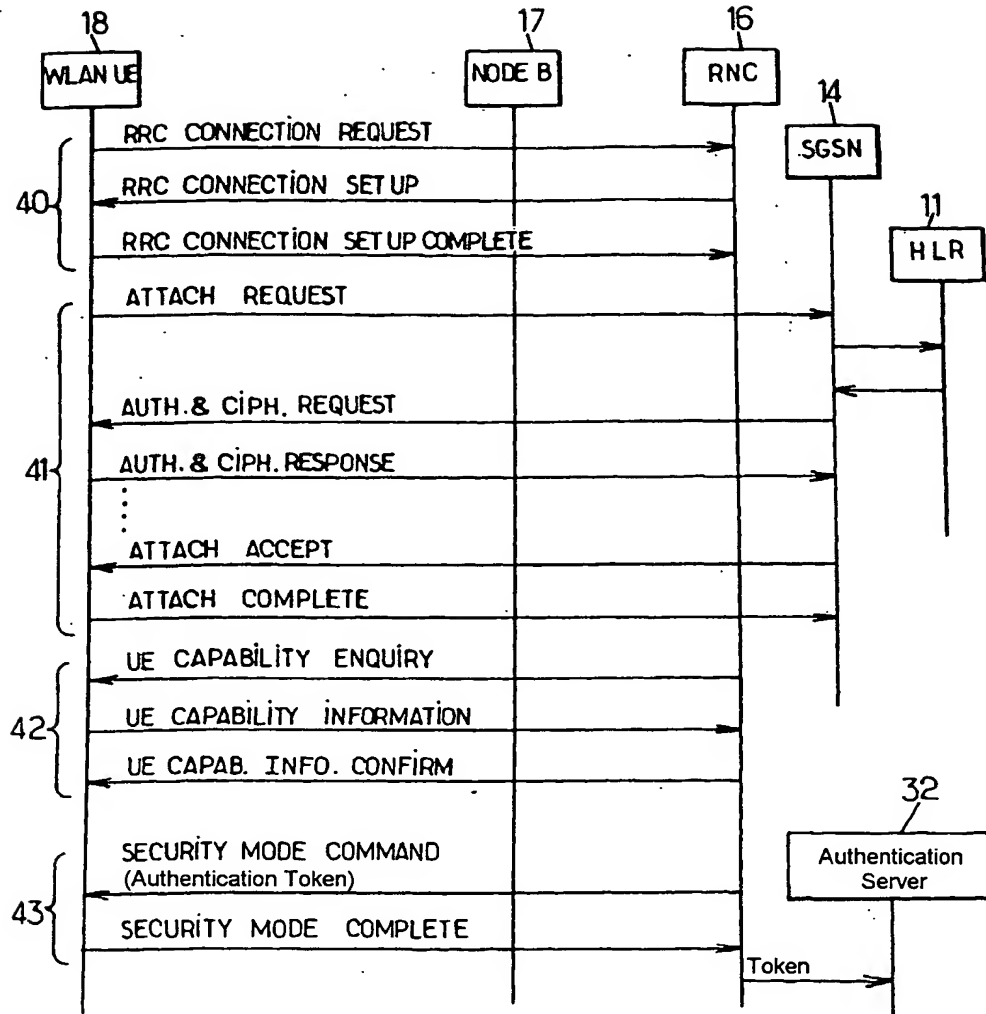 18
17
16
WLAN UE
NODE B
RNC
14
SGSN
RRC CONNECTION REQUEST
RRC CONNECTION SET UP
40
11
HLR
RRC CONNECTION SET UP COMPLETE
ATTACH REQUEST
AUTH. & CIPH. REQUEST
41
AUTH. & CIPH. RESPONSE
ATTACH ACCEPT
ATTACH COMPLETE
UE CAPABILITY ENQUIRY
42
UE CAPABILITY INFORMATION
UE CAPAB. INFO. CONFIRM
32
SECURITY MODE COMMAND
(Authentication Token)
Authentication
Server
43
SECURITY MODE COMPLETE
Token